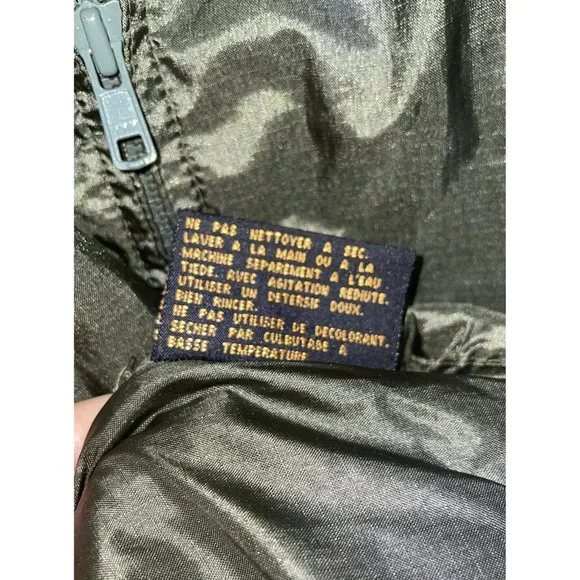 NE PAS NETTOYER A SEC.
LAVER A LA MAIN OU A LA
MACHINE SEPAREMENT A L'EAU
TIEDE. AVEC AGITATION REDIUTE.
UTILISER UN DETERSIF DOUX.
BIEN RINCER.
NE PAS UTILISER DE DECOLORANT.
SECHER PAR CULBUTAGE A
BASSE TEMPERATURE